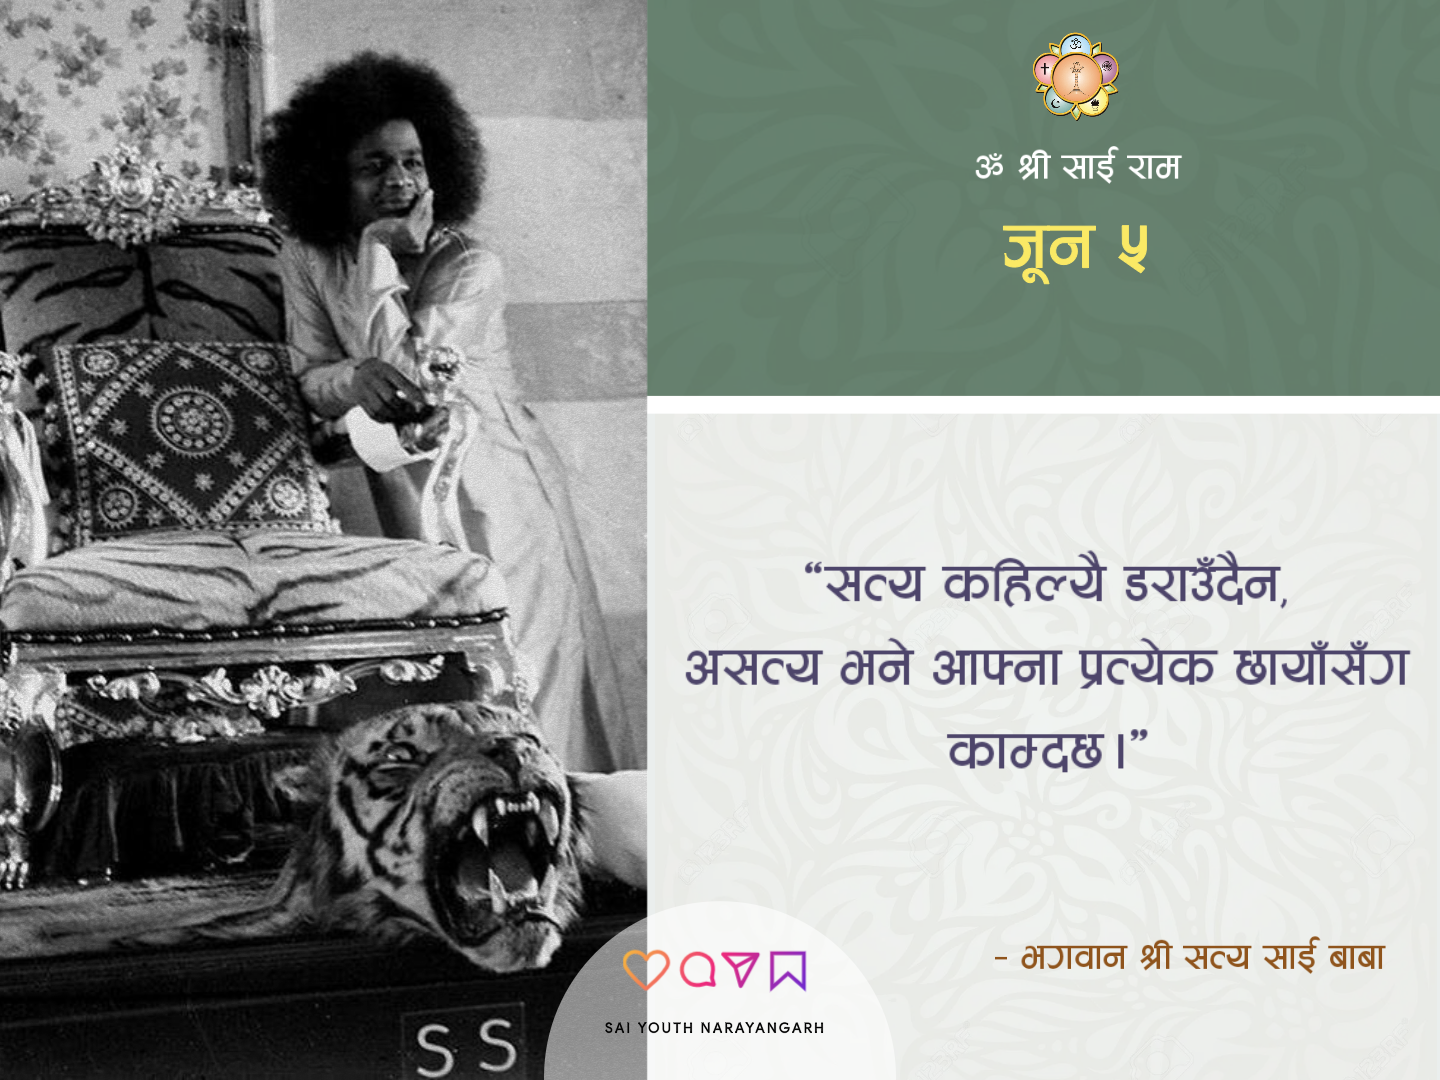 ॐ श्री साई राम
जून ५
“सत्य कहिल्यै डराउँदैन,
असत्य भने आफ्ना प्रत्येक छायाँसँग
काम्दछ।”
- भगवान श्री सत्य साई बाबा
SAI YOUTH NARAYANGARH
SS